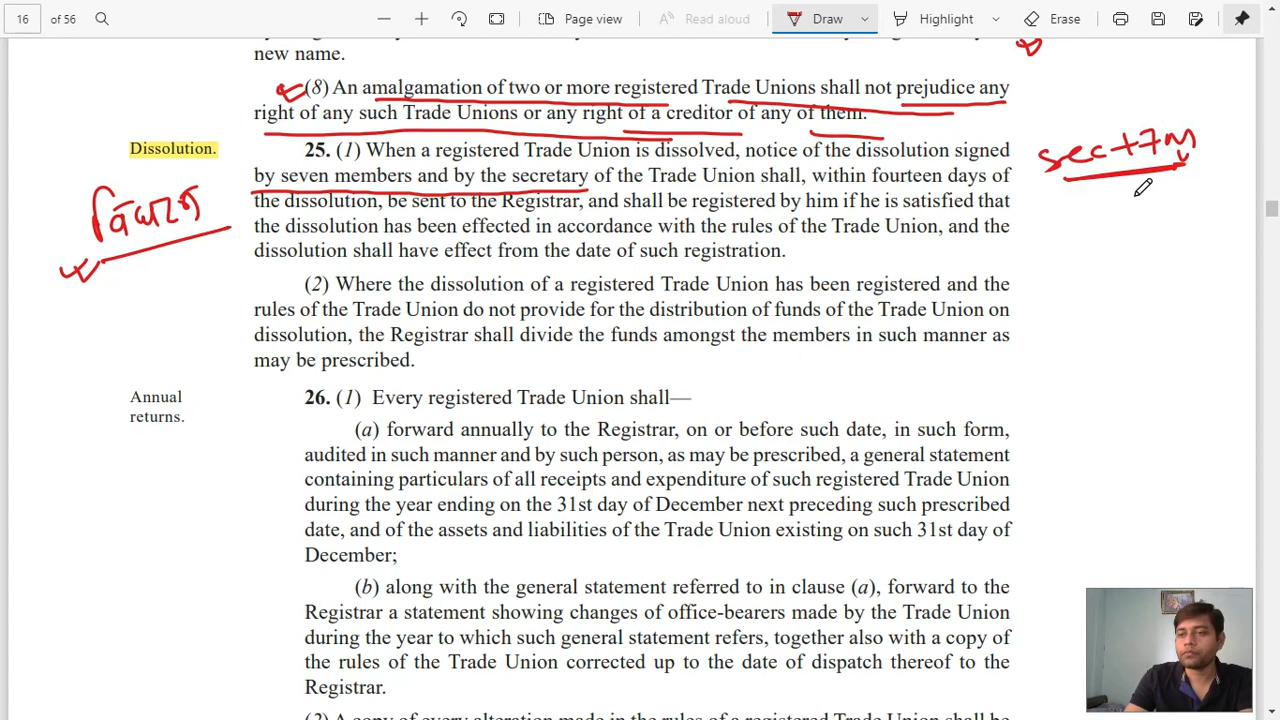 16 of 56
Page view
Read aloud
Draw
Highlight
Erase
new name.
(8) An amalgamation of two or more registered Trade Unions shall not prejudice any
right of any such Trade Unions or any right of a creditor of any of them.
Dissolution.
25. (1) When a registered Trade Union is dissolved, notice of the dissolution signed
by seven members and by the secretary of the Trade Union shall, within fourteen days of
the dissolution, be sent to the Registrar, and shall be registered by him if he is satisfied that
the dissolution has been effected in accordance with the rules of the Trade Union, and the
dissolution shall have effect from the date of such registration.
sec+7m
(2) Where the dissolution of a registered Trade Union has been registered and the
rules of the Trade Union do not provide for the distribution of funds of the Trade Union on
dissolution, the Registrar shall divide the funds amongst the members in such manner as
may be prescribed.
Annual
returns.
26. (1) Every registered Trade Union shall—
(a) forward annually to the Registrar, on or before such date, in such form,
audited in such manner and by such person, as may be prescribed, a general statement
containing particulars of all receipts and expenditure of such registered Trade Union
during the year ending on the 31st day of December next preceding such prescribed
date, and of the assets and liabilities of the Trade Union existing on such 31st day of
December;
(b) along with the general statement referred to in clause (a), forward to the
Registrar a statement showing changes of office-bearers made by the Trade Union
during the year to which such general statement refers, together also with a copy of
the rules of the Trade Union corrected up to the date of dispatch thereof to the
Registrar.
(2) A copy of every alteration made in the rules of a registered Trade Union shall be